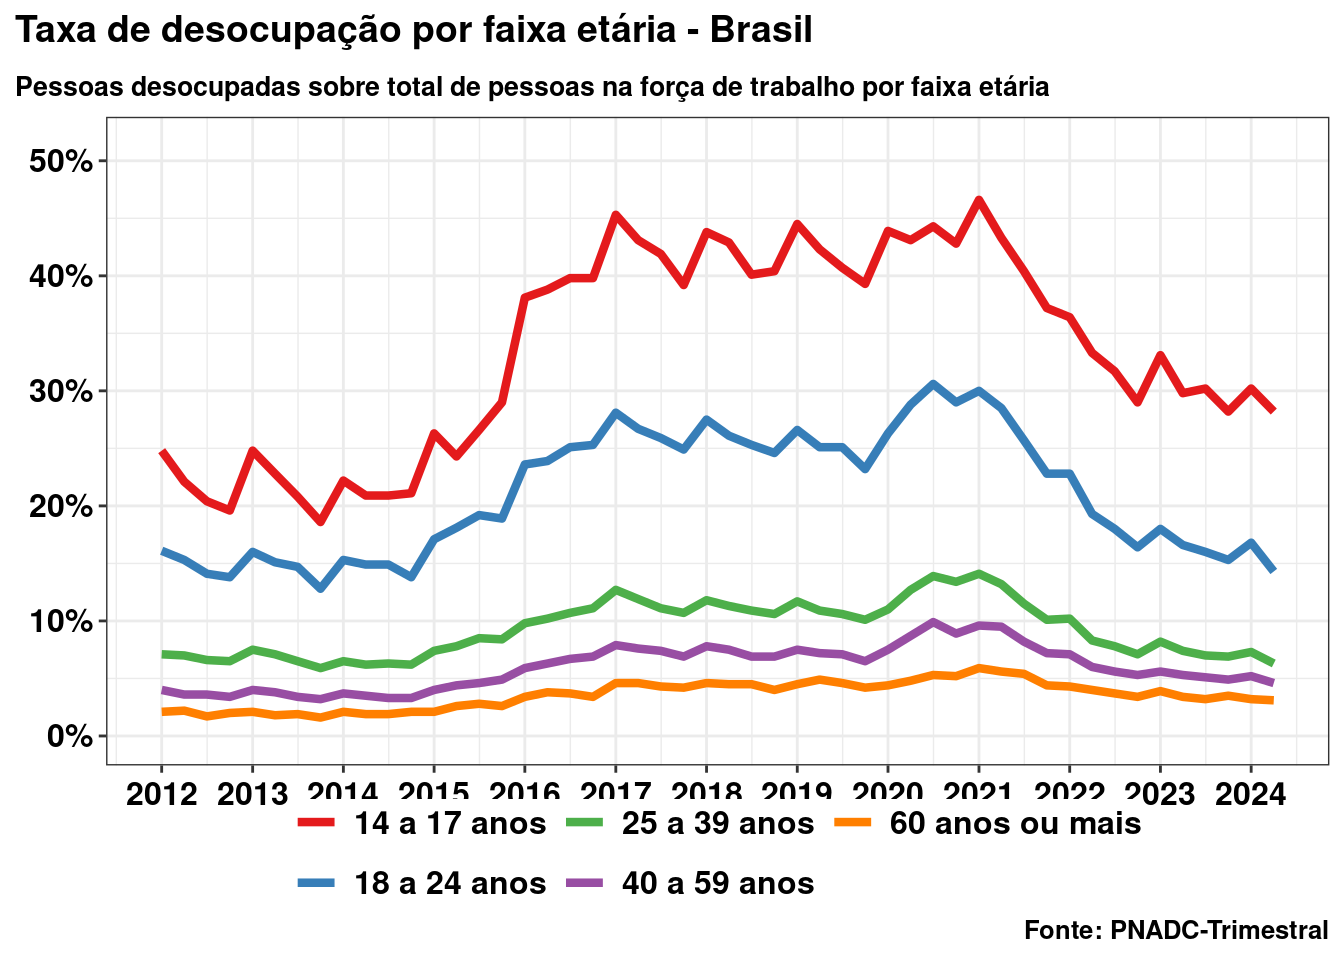 Taxa de desocupação por faixa etária - Brasil
Pessoas desocupadas sobre total de pessoas na força de trabalho por faixa etária
50%
40%
30%
20%
10%
0%
2012 2013 2014 2015 2016 2017 2018 2019 2020 2021 2022 2023 2024
14 a 17 anos 25 a 39 anos 60 anos ou mais
18 a 24 anos 40 a 59 anos
Fonte: PNADC-Trimestral